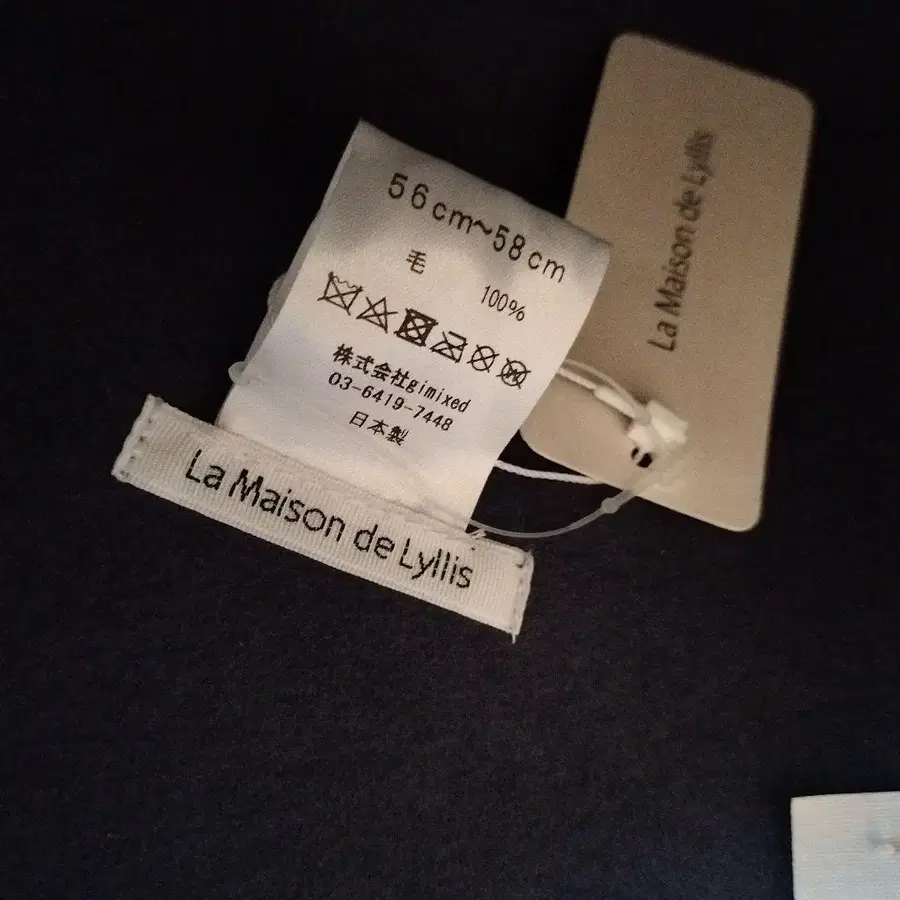 56cm~58cm
毛
100%
株式会社gimixed
03-6419-7448
日本製
La Maison de Lyllis
La Maison de Lyllis